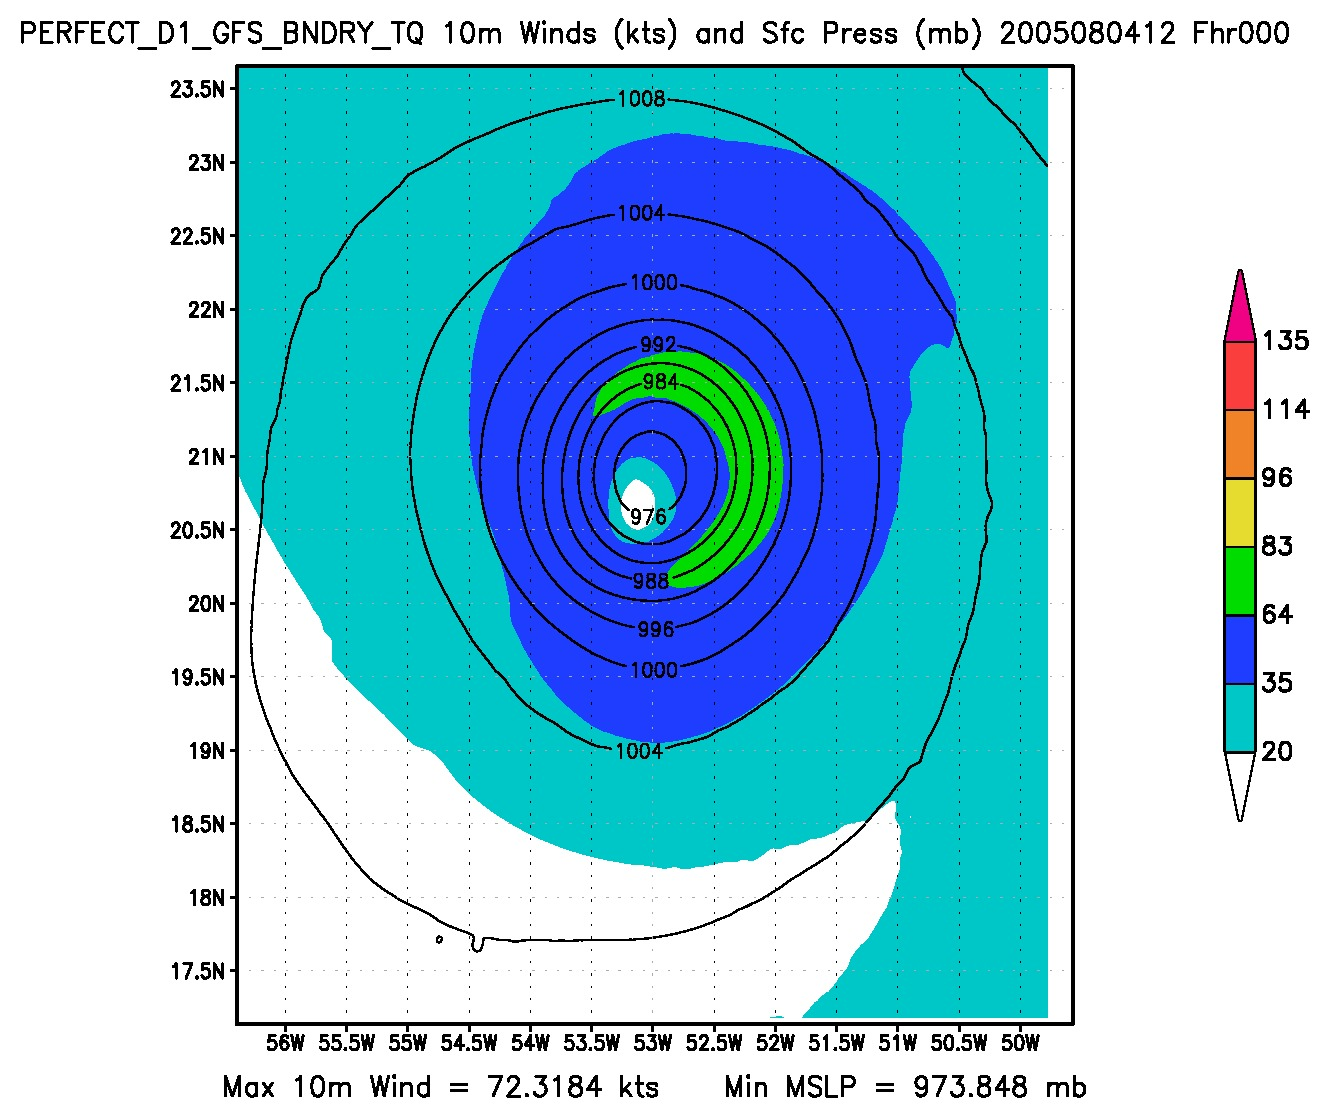 PERFECT_D1_GFS_BNDRY_TQ 10m Winds (kts) and Sfc Press (mb) 2005080412 Fhr000
23.5N
23N
22.5N
22N
21.5N
21N
20.5N
20N
19.5N
19N
18.5N
18N
17.5N
1008
1004
1000
992
984
976
988
996
1000
1004
135
114
96
83
64
35
20
56W 55.5W 55W 54.5W 54W 53.5W 53W 52.5W 52W 51.5W 51W 50.5W 50W
Max 10m Wind = 72.3184 kts Min MSLP = 973.848 mb